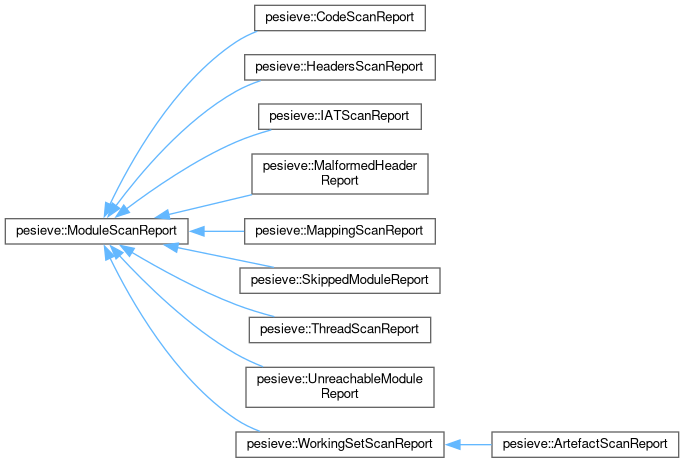 pesieve::CodeScanReport
pesieve::HeadersScanReport
pesieve::IATScanReport
pesieve::MalformedHeader
Report
pesieve::ModuleScanReport
pesieve::MappingScanReport
pesieve::SkippedModuleReport
pesieve::ThreadScanReport
pesieve::UnreachableModule
Report
pesieve::WorkingSetScanReport
pesieve::ArtefactScanReport